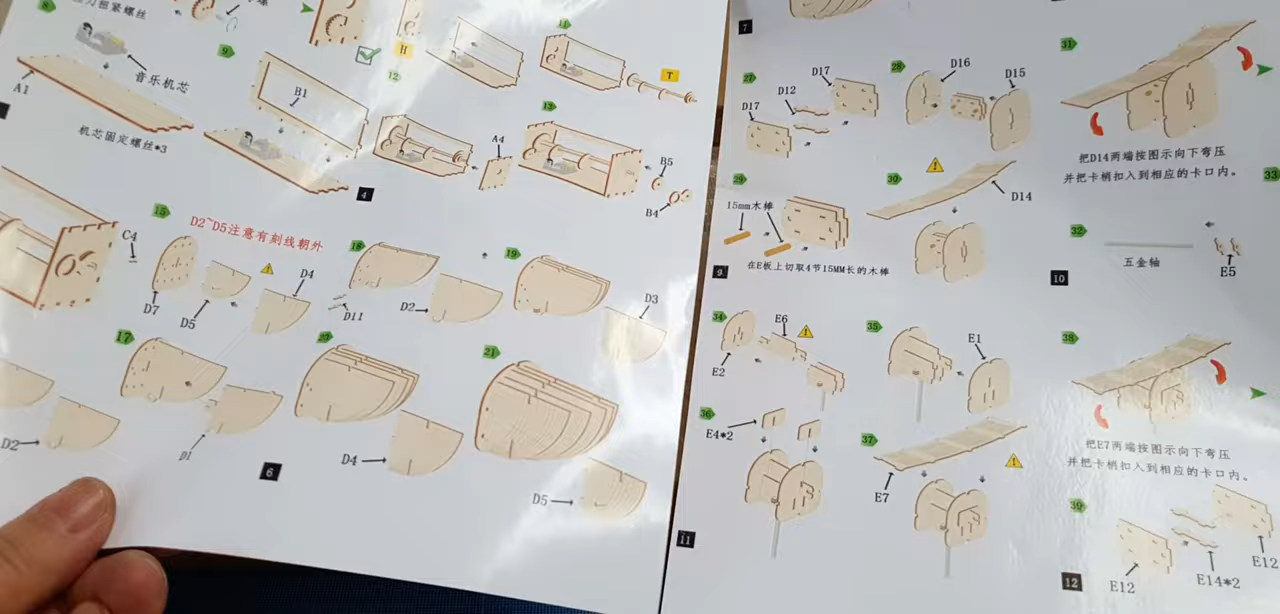 8
扭紧螺丝
A1
音乐机芯
机芯固定螺丝*3
9
B1
H
12
11
T
13
A4
B5
B4
4
C4
15
D2~D5注意有刻线朝外
D7
D5
D4
18
D11
D2
19
D3
17
D2
D1
20
D4
21
D5
6
7
27
D17
D12
D17
28
D16
D15
29
15mm木棒
30
D14
在E板上切取4节15MM长的木棒
9
31
把D14两端按图示向下弯压
并把卡梢扣入到相应的卡口内。
33
32
五金轴
E5
10
34
E6
E2
35
E1
36
E4*2
37
E7
11
38
把E7两端按图示向下弯压
并把卡梢扣入到相应的卡口内。
39
E12
E14*2
E12
12